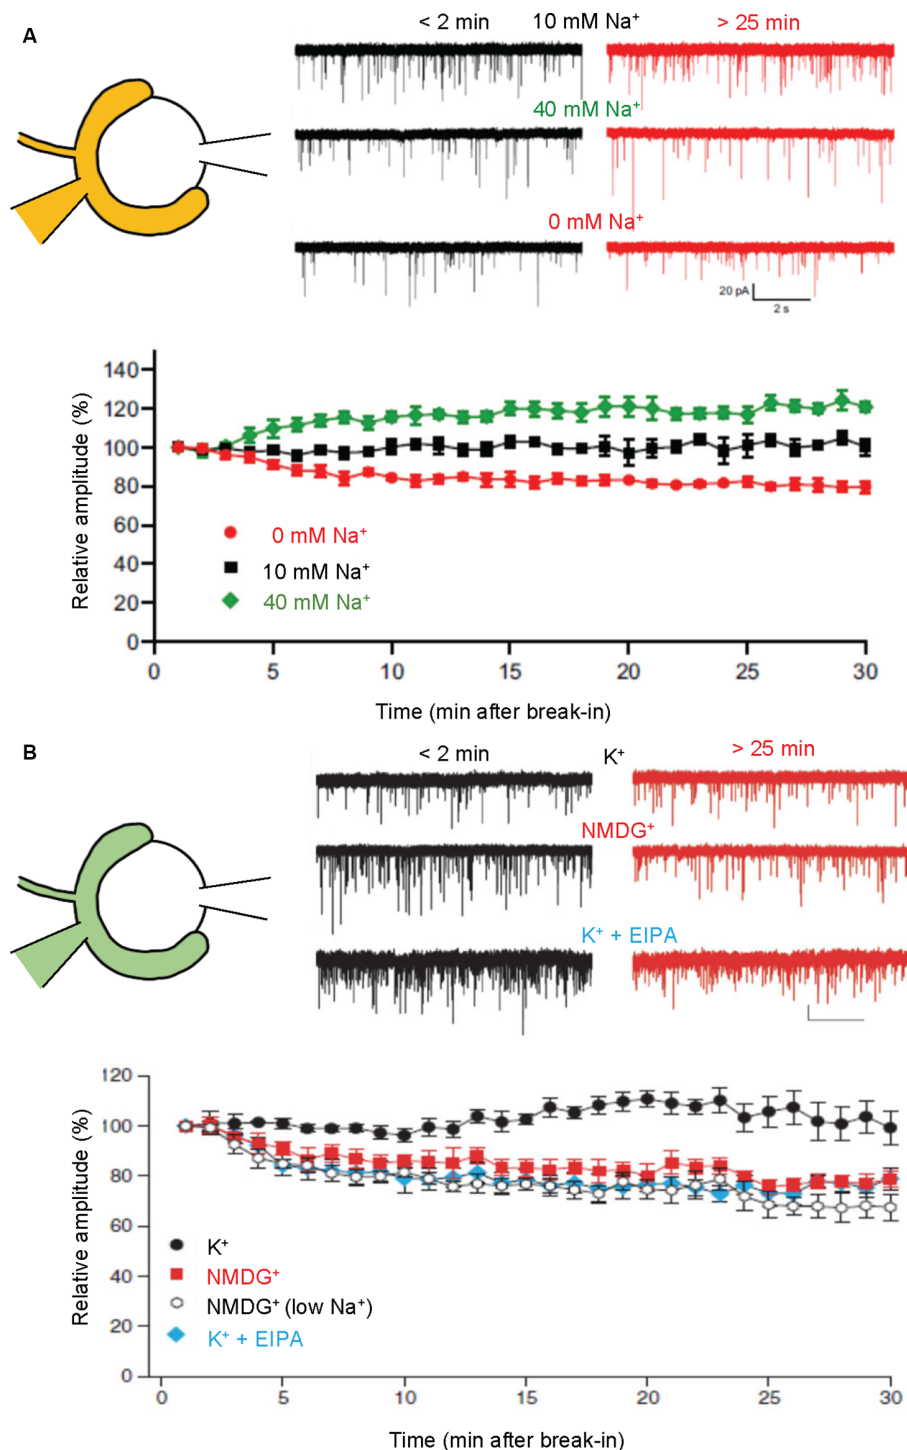 A
< 2 min 10 mM Na⁺ > 25 min
40 mM Na⁺
0 mM Na⁺
20 pA
2 s
140
120
100
80
60
40
20
0
Relative amplitude (%)
0 mM Na⁺
10 mM Na⁺
40 mM Na⁺
0 5 10 15 20 25 30
Time (min after break-in)
B
< 2 min K⁺ > 25 min
NMDG⁺
K⁺ + EIPA
120
100
80
60
40
20
0
Relative amplitude (%)
K⁺
NMDG⁺
NMDG⁺ (low Na⁺)
K⁺ + EIPA
0 5 10 15 20 25 30
Time (min after break-in)